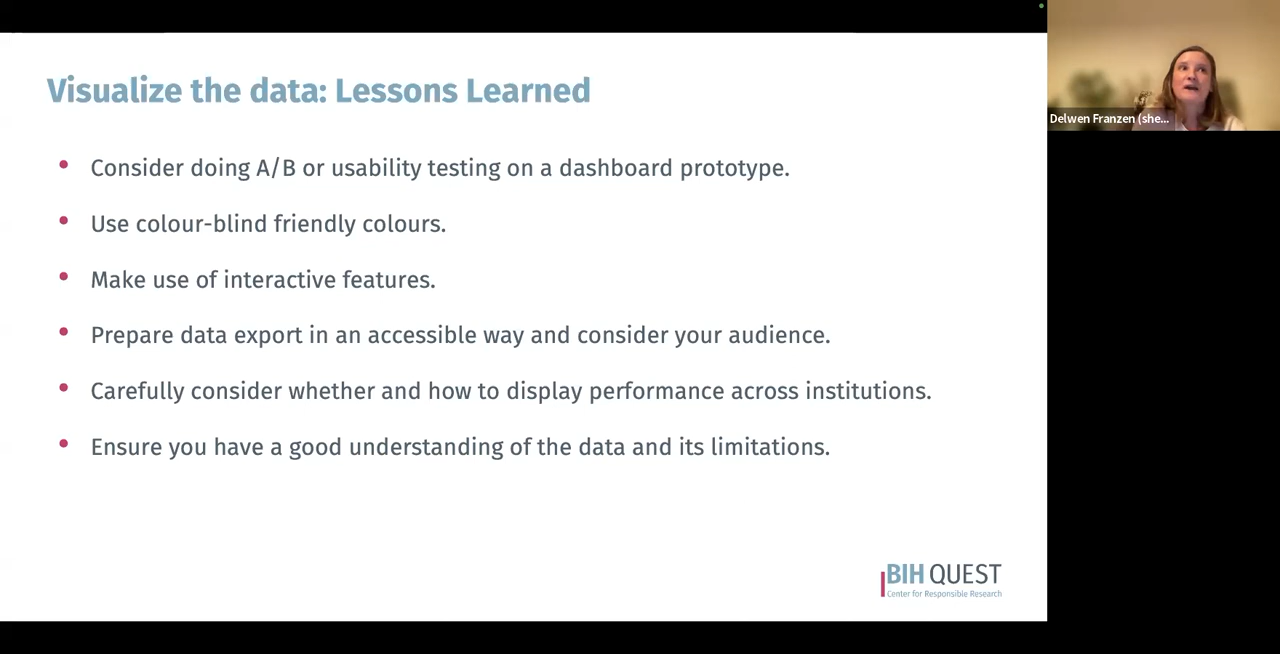 Visualize the data: Lessons Learned
• Consider doing A/B or usability testing on a dashboard prototype.
• Use colour-blind friendly colours.
• Make use of interactive features.
• Prepare data export in an accessible way and consider your audience.
• Carefully consider whether and how to display performance across institutions.
• Ensure you have a good understanding of the data and its limitations.
BIH QUEST
Center for Responsible Research
Delwen Franzen (she...